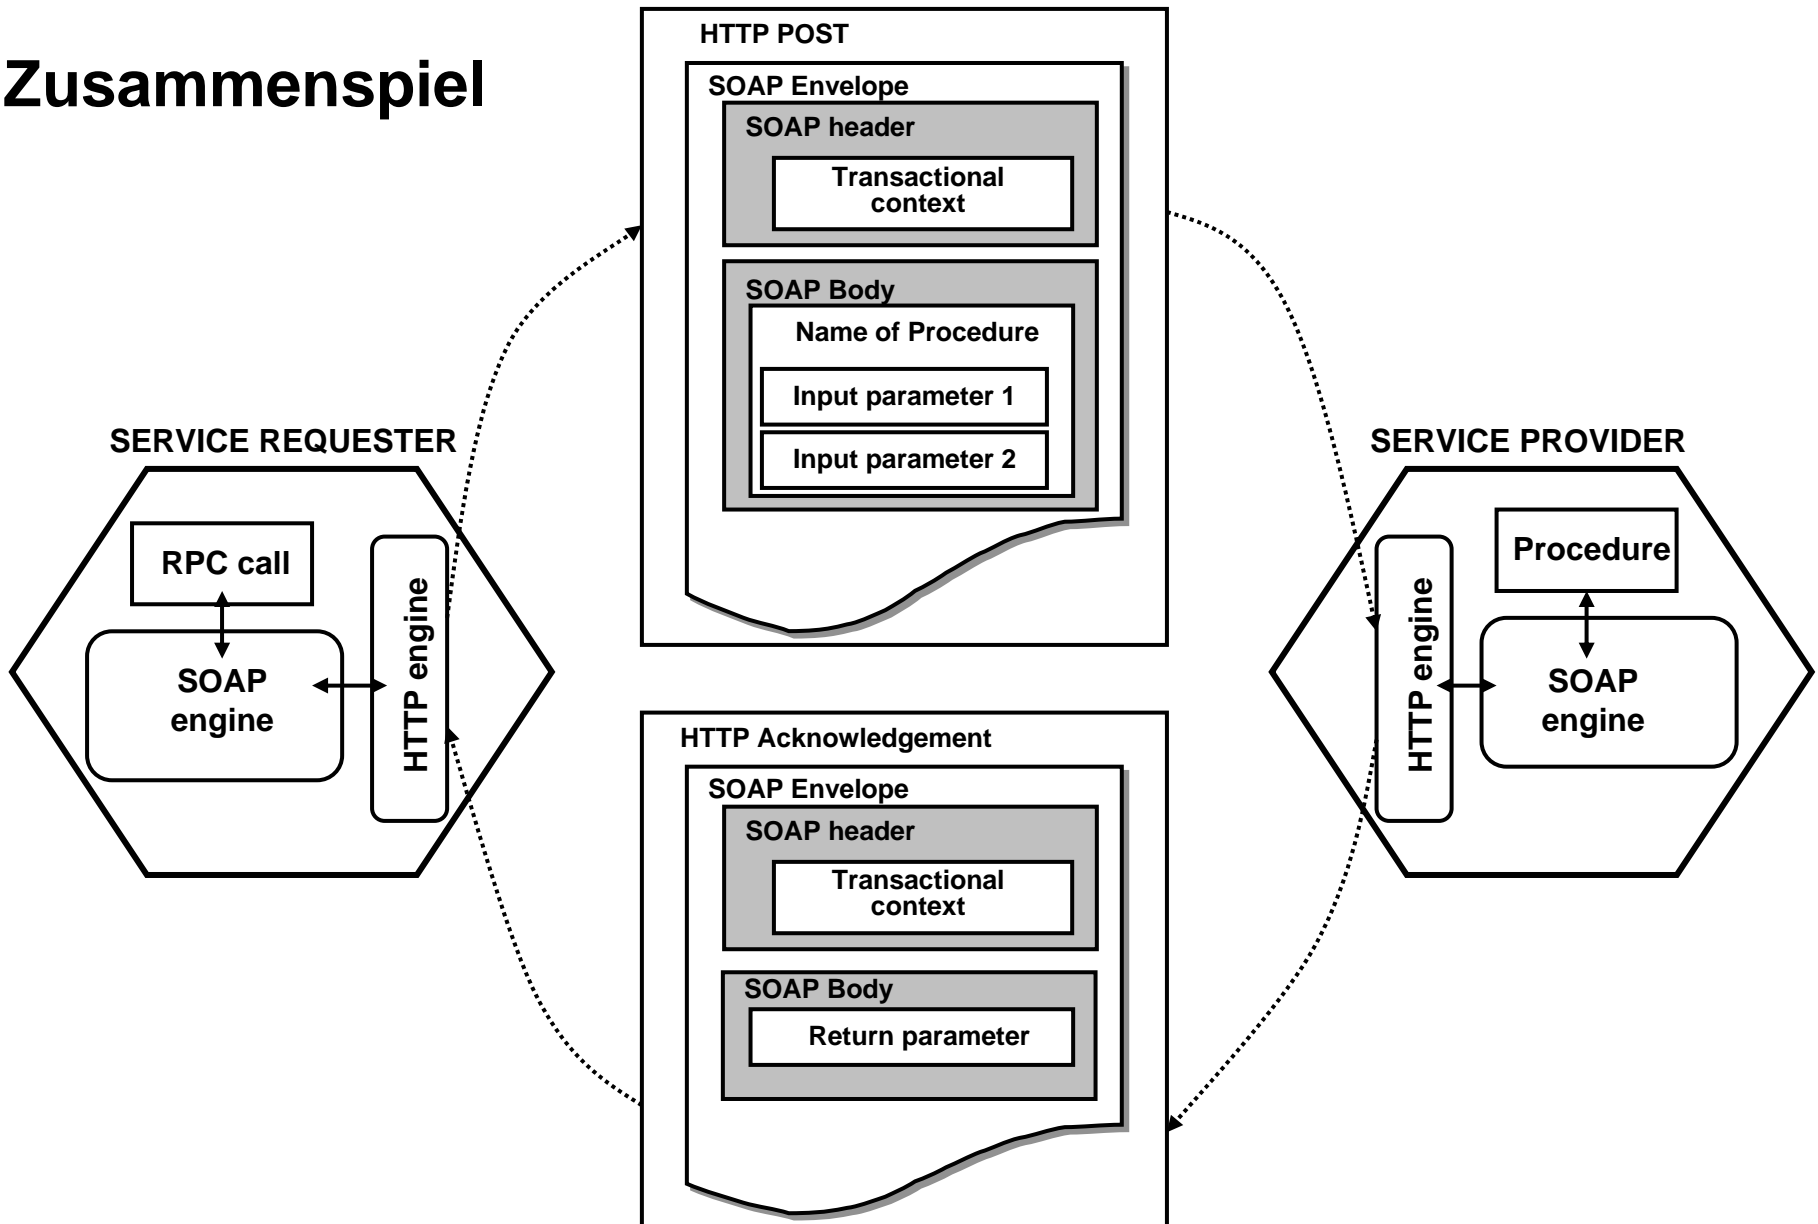 Zusammenspiel
HTTP POST
SOAP Envelope
SOAP header
Transactional
context
SOAP Body
Name of Procedure
Input parameter 1
Input parameter 2
SERVICE REQUESTER
RPC call
SOAP
engine
HTTP engine
SERVICE PROVIDER
Procedure
HTTP engine
SOAP
engine
HTTP Acknowledgement
SOAP Envelope
SOAP header
Transactional
context
SOAP Body
Return parameter